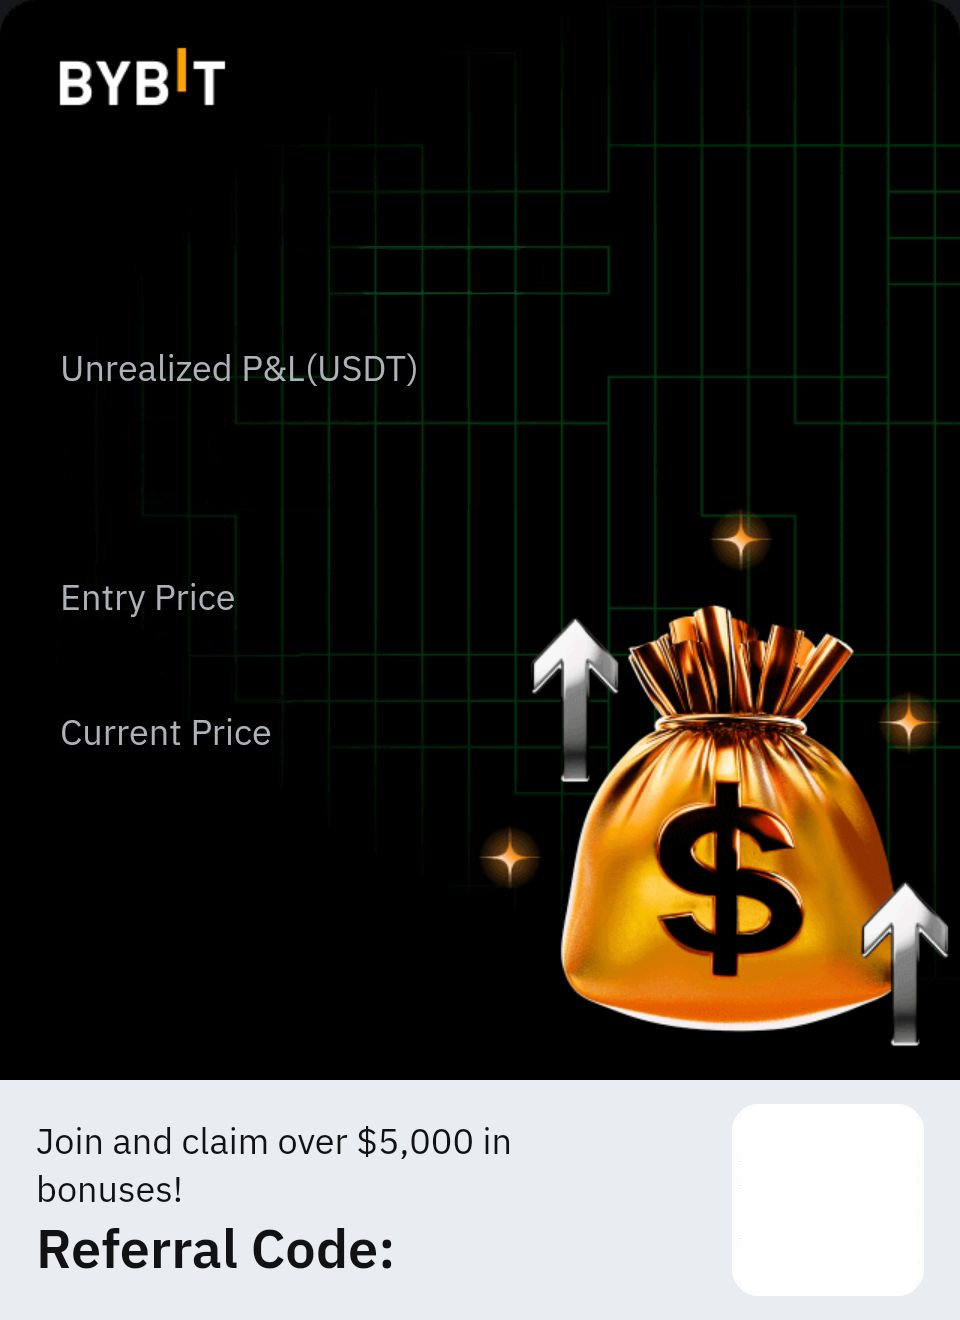 BYBIT
Unrealized P&L(USDT)
Entry Price
Current Price
$
Join and claim over $5,000 in
bonuses!
Referral Code: